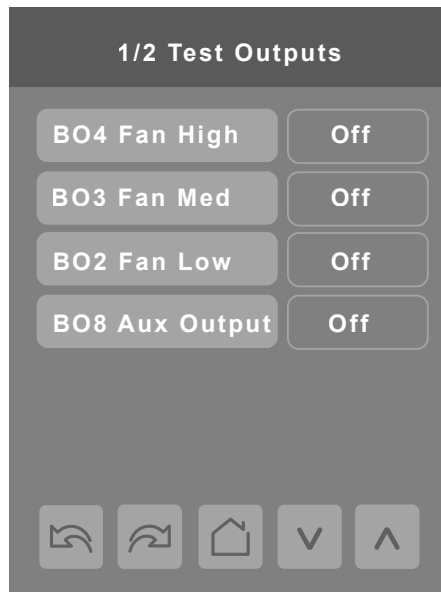 1/2 Test Outputs
BO4 Fan High Off
BO3 Fan Med Off
BO2 Fan Low Off
BO8 Aux Output Off